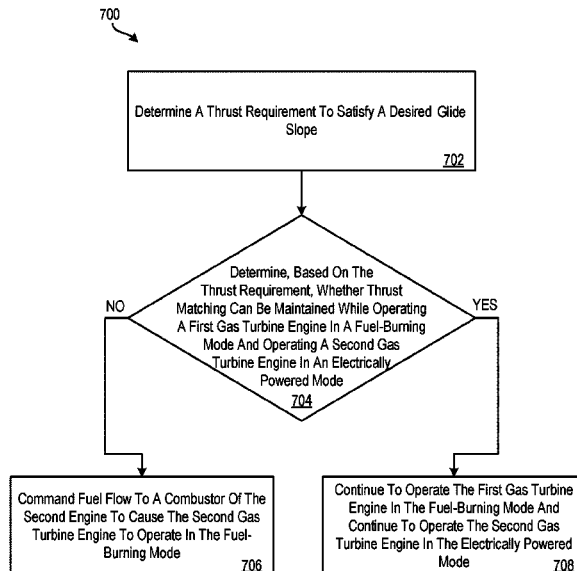 700
Determine A Thrust Requirement To Satisfy A Desired Glide
Slope
702
Determine, Based On The
Thrust Requirement, Whether Thrust
Matching Can Be Maintained While Operating
A First Gas Turbine Engine In A Fuel-Burning
Mode And Operating A Second Gas
Turbine Engine In An Electrically
Powered Mode
704
NO
YES
Command Fuel Flow To A Combustor Of The
Second Engine To Cause The Second Gas
Turbine Engine To Operate In The Fuel-
Burning Mode
706
Continue To Operate The First Gas Turbine
Engine In The Fuel-Burning Mode And
Continue To Operate The Second Gas
Turbine Engine In The Electrically Powered
Mode
708